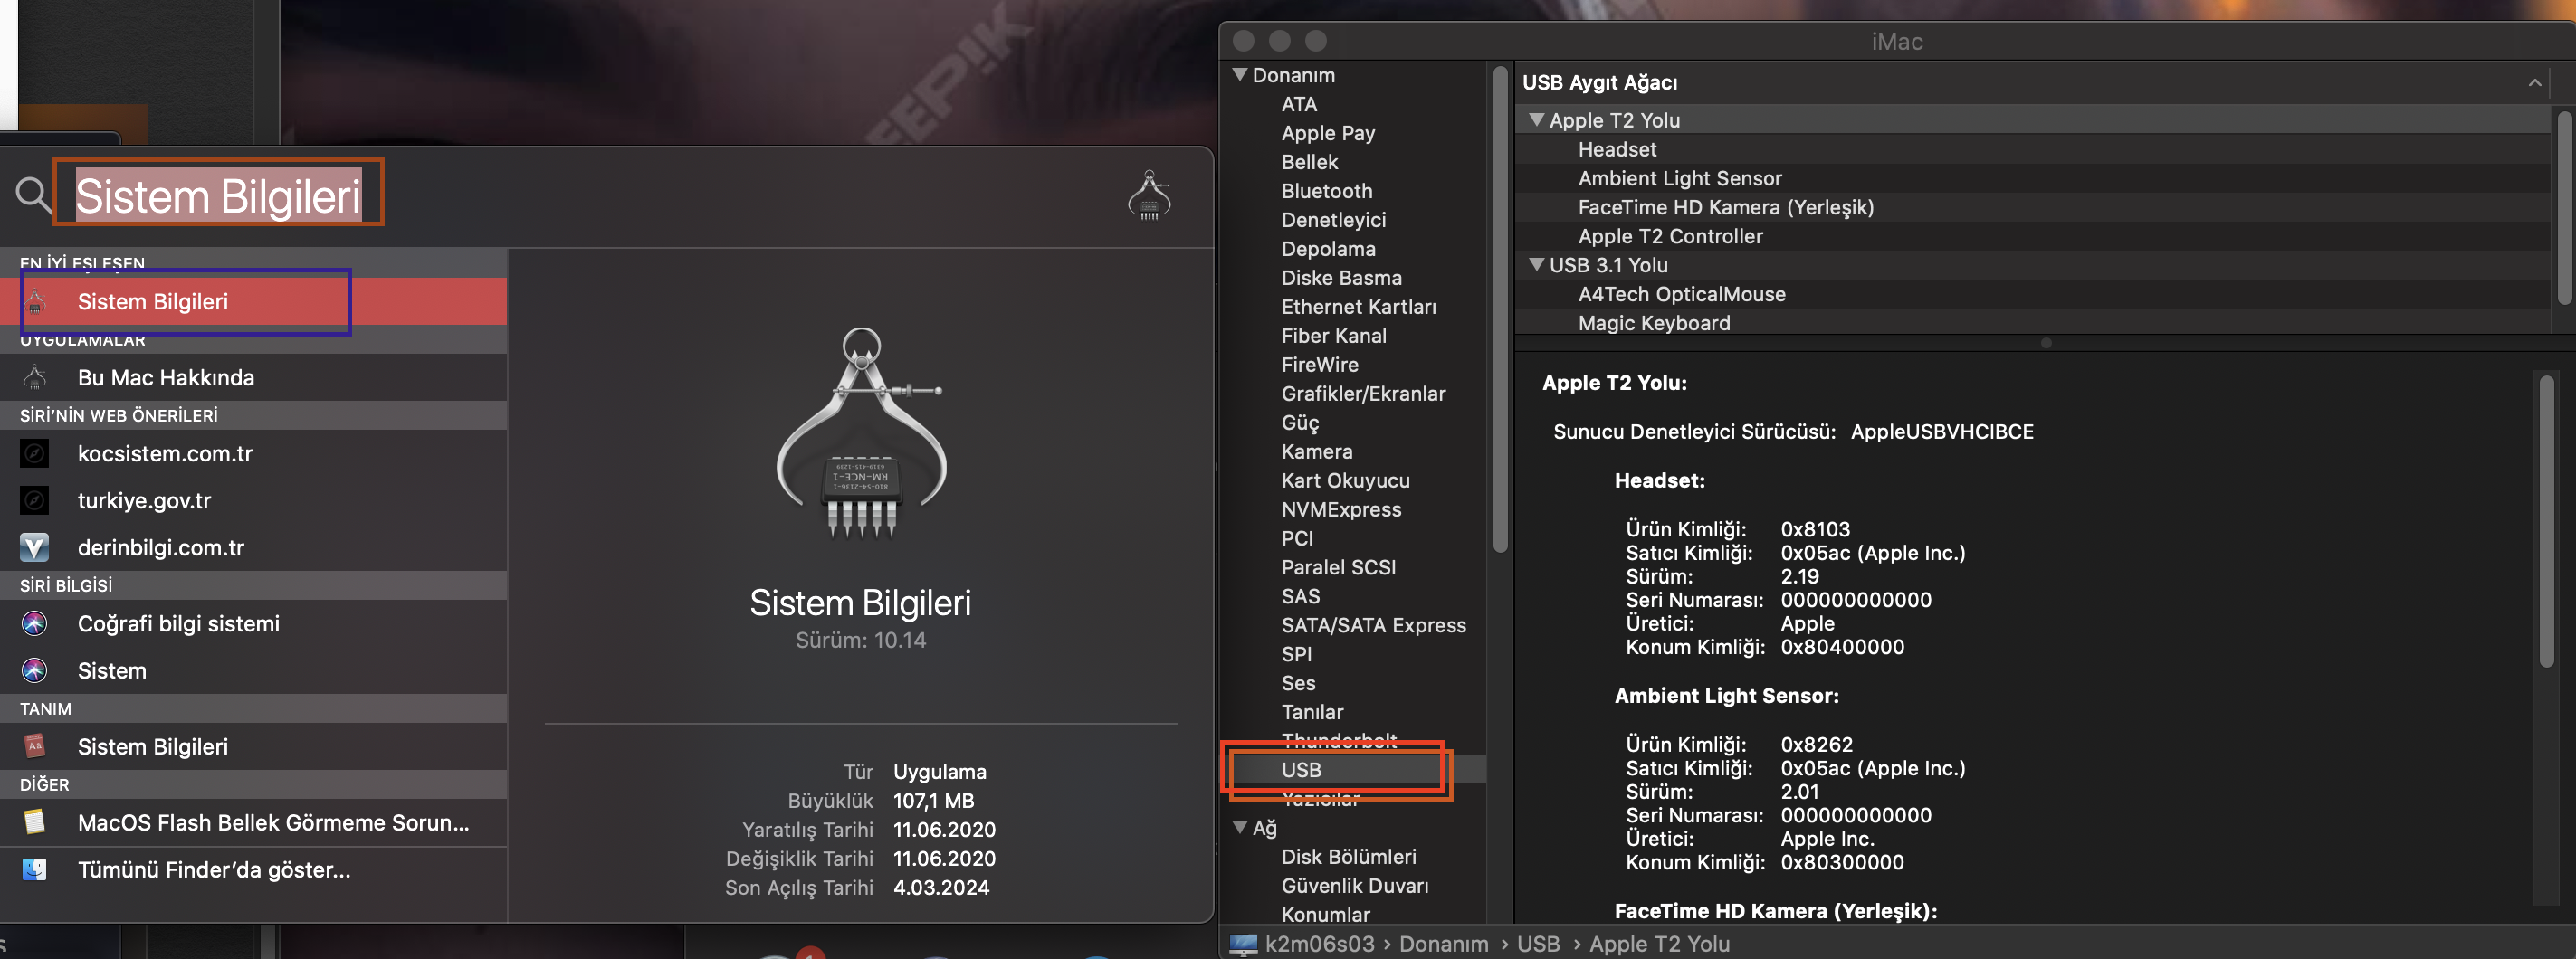 EEPIK
Sistem Bilgileri
EN İYİ EŞLEŞEN
Sistem Bilgileri
UYGULAMALAR
Bu Mac Hakkında
SİRİ'NİN WEB ÖNERİLERİ
kocsistem.com.tr
turkiye.gov.tr
derinbilgi.com.tr
SİRİ BİLGİSİ
Coğrafi bilgi sistemi
Sistem
TANIM
Sistem Bilgileri
DİĞER
MacOS Flash Bellek Görmeme Sorun...
Tümünü Finder'da göster...
Sistem Bilgileri
Sürüm: 10.14
Tür Uygulama
Büyüklük 107,1 MB
Yaratılış Tarihi 11.06.2020
Değişiklik Tarihi 11.06.2020
Son Açılış Tarihi 4.03.2024
iMac
Donanım
ATA
Apple Pay
Bellek
Bluetooth
Denetleyici
Depolama
Diske Basma
Ethernet Kartları
Fiber Kanal
FireWire
Grafikler/Ekranlar
Güç
Kamera
Kart Okuyucu
NVMExpress
PCI
Paralel SCSI
SAS
SATA/SATA Express
SPI
Ses
Tanılar
Thunderbolt
USB
Yazıcılar
Ağ
Disk Bölümleri
Güvenlik Duvarı
Konumlar
USB Aygıt Ağacı
Apple T2 Yolu
Headset
Ambient Light Sensor
FaceTime HD Kamera (Yerleşik)
Apple T2 Controller
USB 3.1 Yolu
A4Tech OpticalMouse
Magic Keyboard
Apple T2 Yolu:
Sunucu Denetleyici Sürücüsü: AppleUSBVHCIBCE
Headset:
Ürün Kimliği: 0x8103
Satıcı Kimliği: 0x05ac (Apple Inc.)
Sürüm: 2.19
Seri Numarası: 000000000000
Üretici: Apple
Konum Kimliği: 0x80400000
Ambient Light Sensor:
Ürün Kimliği: 0x8262
Satıcı Kimliği: 0x05ac (Apple Inc.)
Sürüm: 2.01
Seri Numarası: 000000000000
Üretici: Apple Inc.
Konum Kimliği: 0x80300000
FaceTime HD Kamera (Yerleşik):
k2m06s03 › Donanım › USB › Apple T2 Yolu